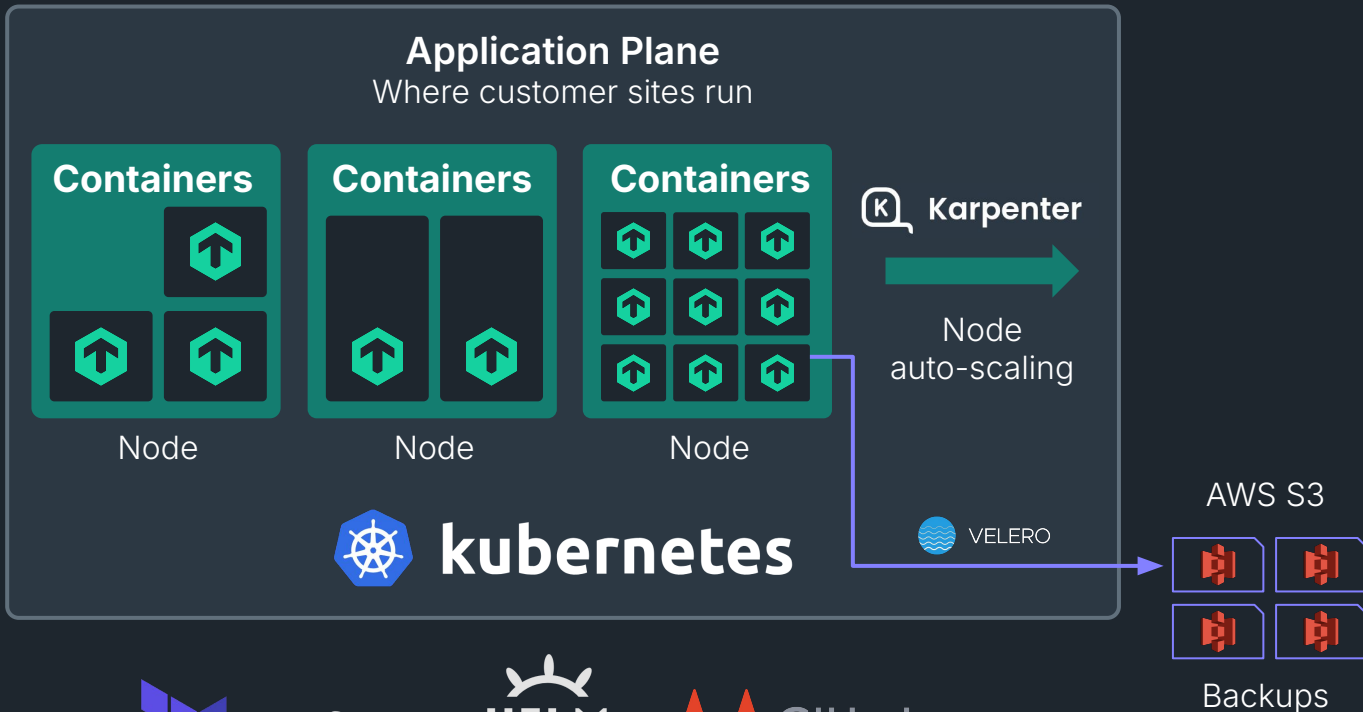 Application Plane
Where customer sites run
Containers
Containers
Containers
K Karpenter
Node
auto-scaling
Node
Node
Node
kubernetes
VELERO
AWS S3
Backups